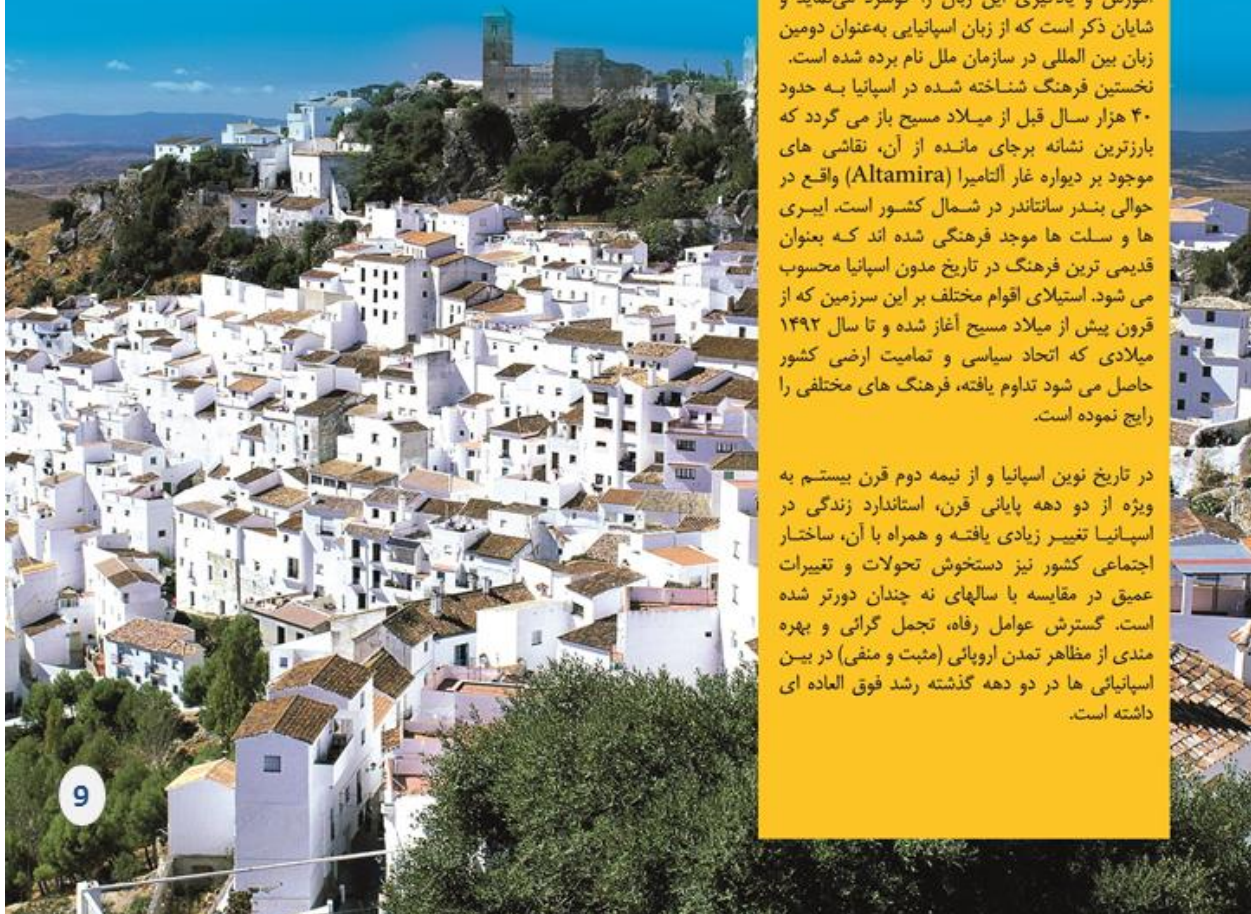 آموزش و یادگیری این زبان را گوشزد می‌نماید و
شایان ذکر است که از زبان اسپانیایی به‌عنوان دومین
زبان بین المللی در سازمان ملل نام برده شده است.
نخستین فرهنگ شناخته شده در اسپانیا به حدود
۴۰ هزار سال قبل از میلاد مسیح باز می گردد که
بارزترین نشانه برجای مانده از آن، نقاشی های
موجود بر دیواره غار آلتامیرا (Altamira) واقع در
حوالی بندر سانتاندر در شمال کشور است. ایبری
ها و سلت ها موجد فرهنگی شده اند که بعنوان
قدیمی ترین فرهنگ در تاریخ مدون اسپانیا محسوب
می شود. استیلای اقوام مختلف بر این سرزمین که از
قرون پیش از میلاد مسیح آغاز شده و تا سال ۱۴۹۲
میلادی که اتحاد سیاسی و تمامیت ارضی کشور
حاصل می شود تداوم یافته، فرهنگ های مختلفی را
رایج نموده است.
در تاریخ نوین اسپانیا و از نیمه دوم قرن بیستم به
ویژه از دو دهه پایانی قرن، استاندارد زندگی در
اسپانیا تغییر زیادی یافته و همراه با آن، ساختار
اجتماعی کشور نیز دستخوش تحولات و تغییرات
عمیق در مقایسه با سالهای نه چندان دورتر شده
است. گسترش عوامل رفاه، تجمل گرائی و بهره
مندی از مظاهر تمدن اروپائی (مثبت و منفی) در بین
اسپانیائی ها در دو دهه گذشته رشد فوق العاده ای
داشته است.
9